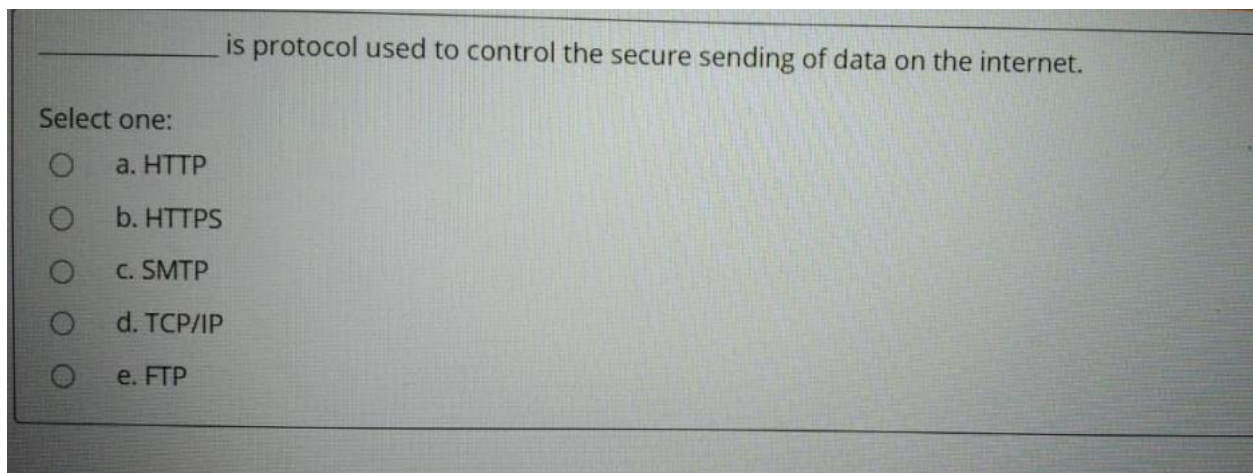 __________ is protocol used to control the secure sending of data on the internet.
Select one:
a. HTTP
b. HTTPS
c. SMTP
d. TCP/IP
e. FTP